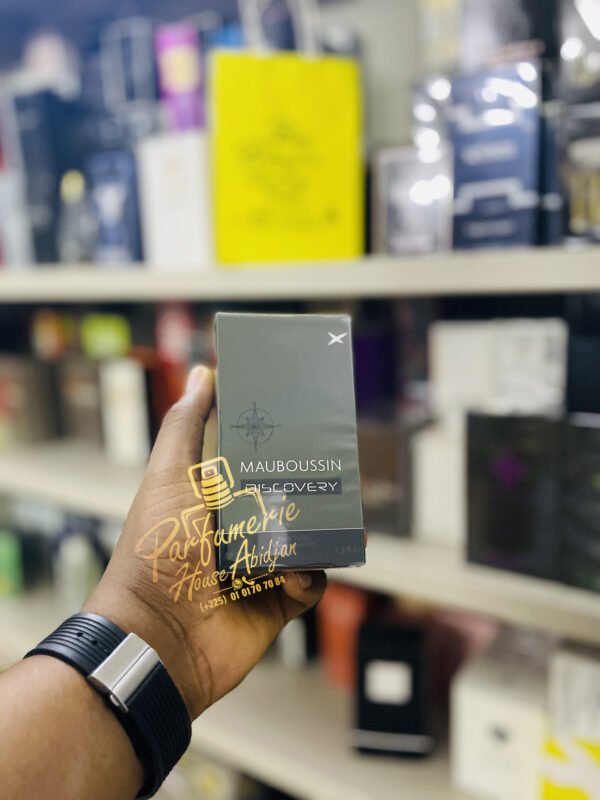 MAUBOUSSIN
DISCOVERY
Parfumerie
House Abidjan
(+225) 01 01 70 70 84